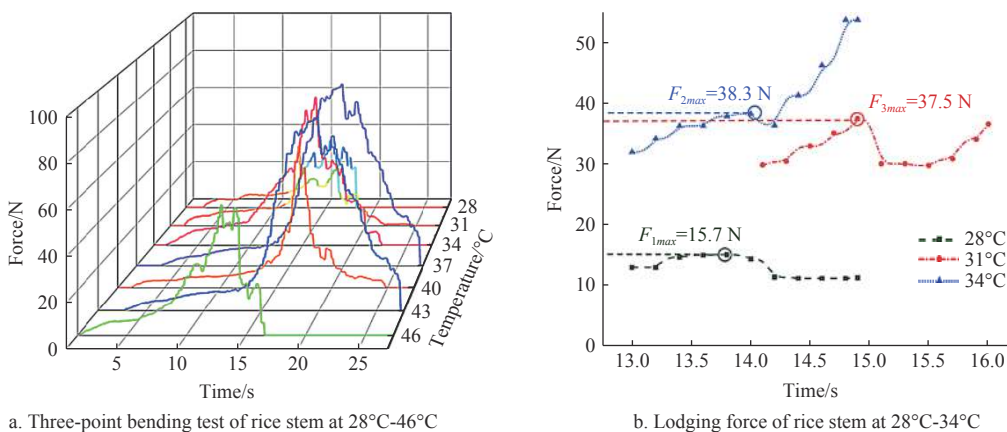 Force/N
100
80
60
40
20
0
5
10
15
20
25
Time/s
28
31
34
37
40
43
46
Temperature/°C
a. Three-point bending test of rice stem at 28°C-46°C
Force/N
50
40
30
20
10
0
13.0
13.5
14.0
14.5
15.0
15.5
16.0
Time/s
F2max=38.3 N
F3max=37.5 N
F1max=15.7 N
28°C
31°C
34°C
b. Lodging force of rice stem at 28°C-34°C